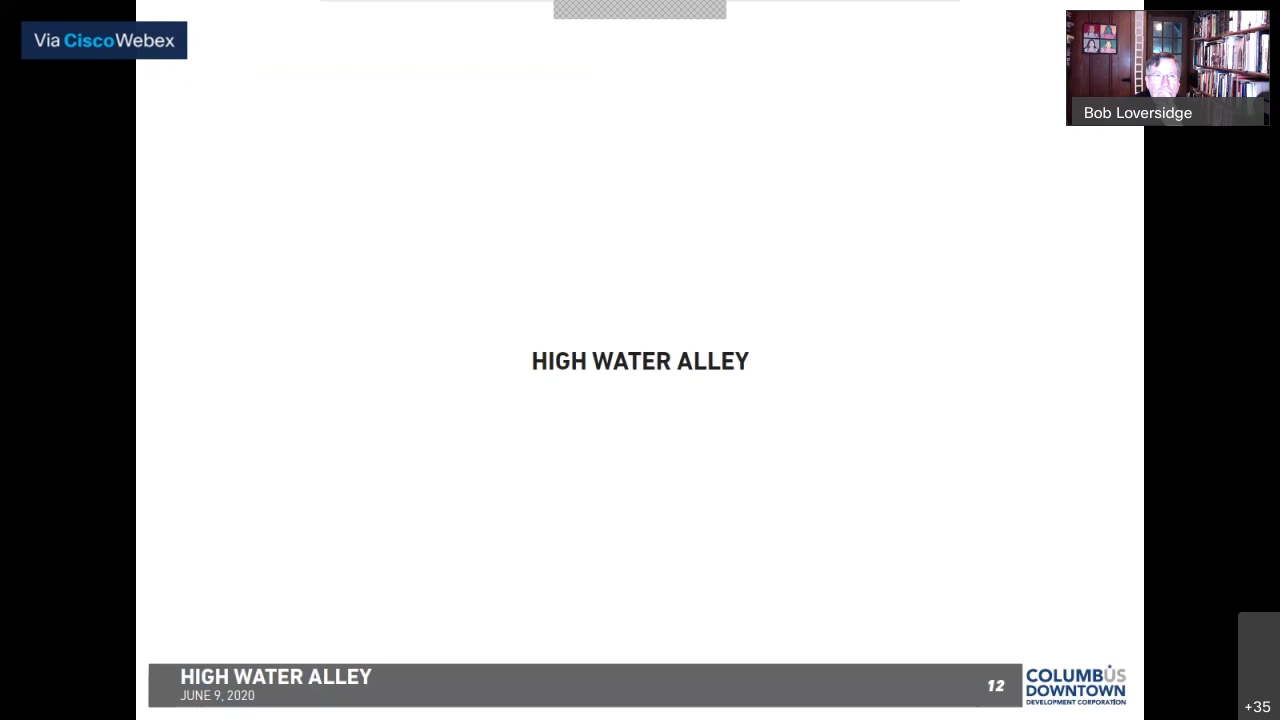 Via CiscoWebex
Bob Loversidge
HIGH WATER ALLEY
HIGH WATER ALLEY
JUNE 9, 2020
12
COLUMBUS
DOWNTOWN
DEVELOPMENT CORPORATION
+35